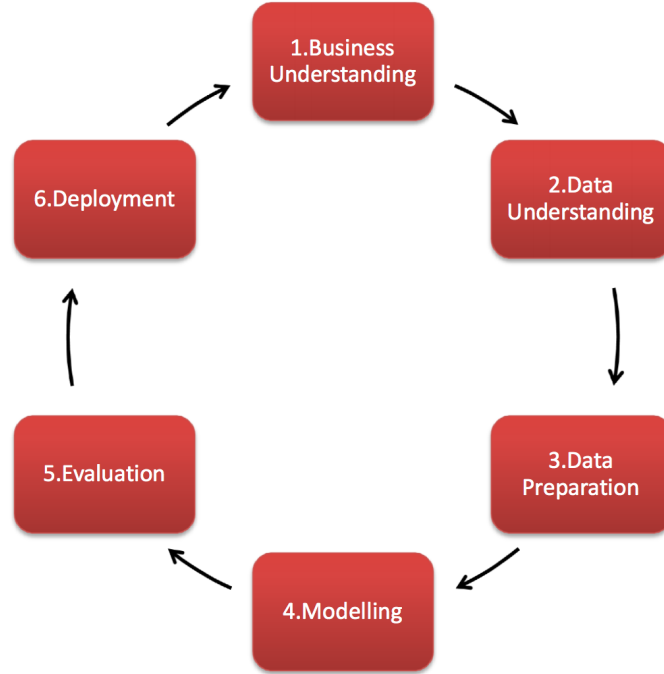 1.Business
Understanding
2.Data
Understanding
3.Data
Preparation
4.Modelling
5.Evaluation
6.Deployment